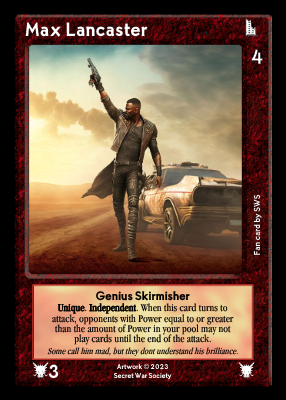 Max Lancaster
4
Fan card by SWS
Genius Skirmisher
Unique. Independent. When this card turns to
attack, opponents with Power equal to or greater
than the amount of Power in your pool may not
play cards until the end of the attack.
Some call him mad, but they dont understand his brilliance.
3
Artwork © 2023
Secret War Society